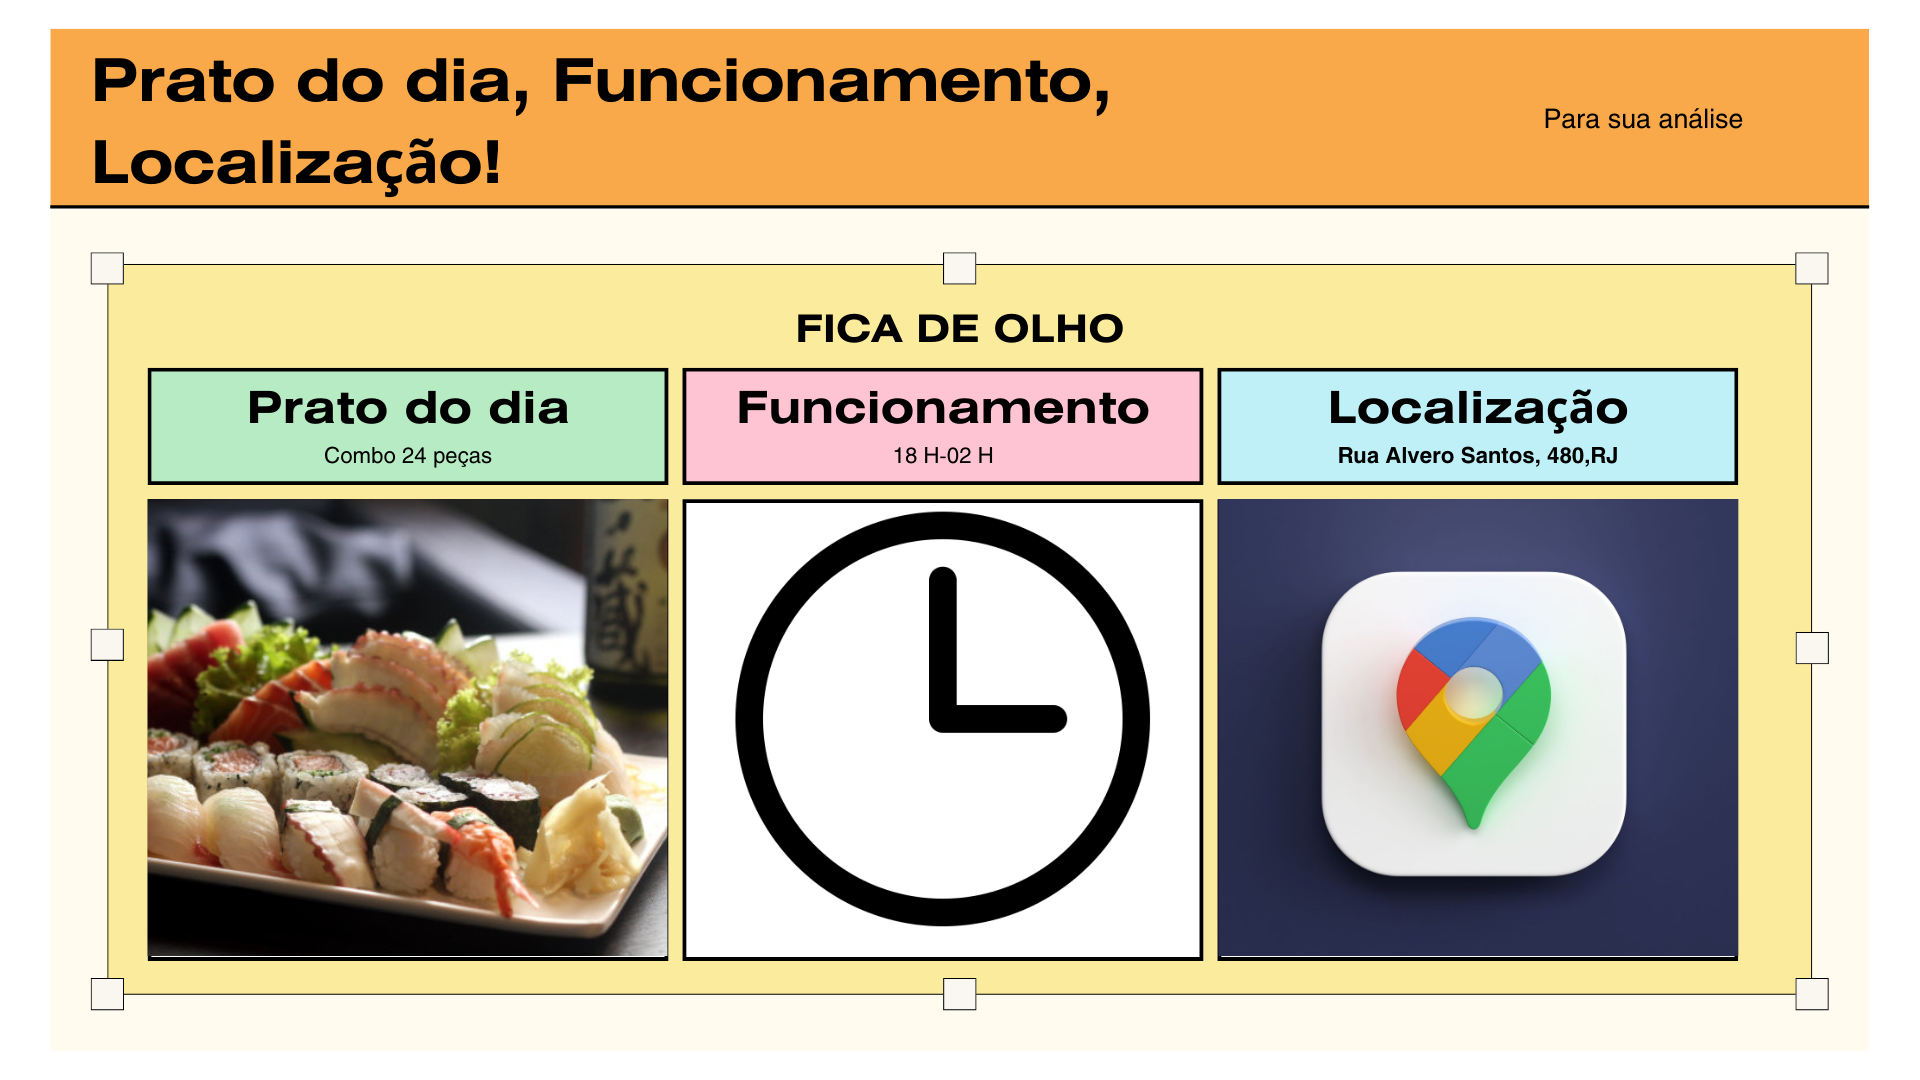 Prato do dia, Funcionamento,
Localização!
Para sua análise
FICA DE OLHO
Prato do dia
Combo 24 peças
Funcionamento
18 H-02 H
Localização
Rua Alvero Santos, 480,RJ
蔵